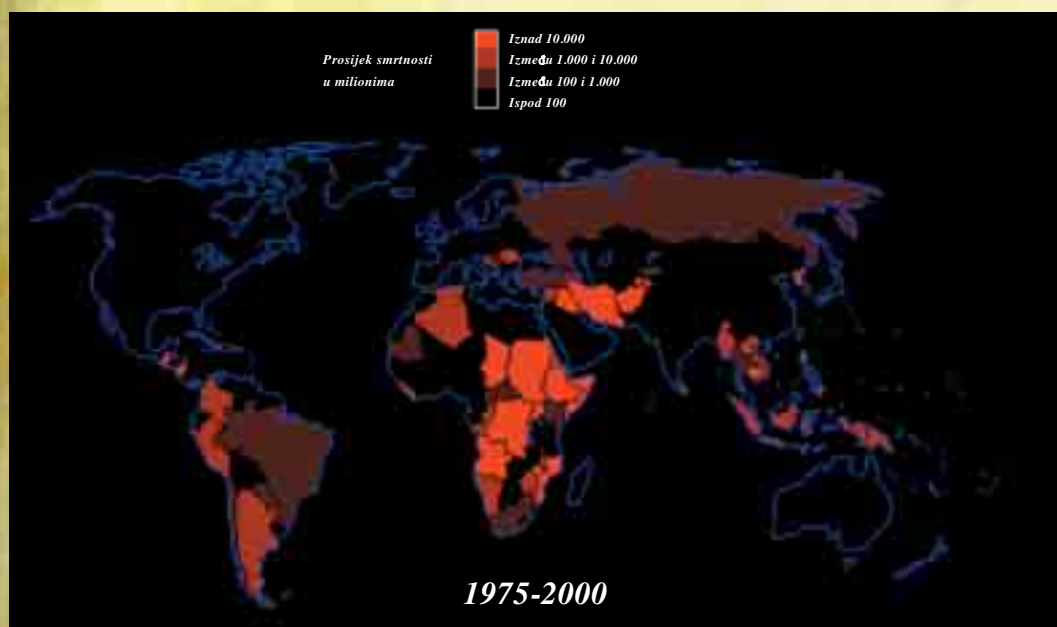 Iznad 10.000
Prosijek smrtnosti
Između 1.000 i 10.000
u milionima
Između 100 i 1.000
Ispod 100
1975-2000